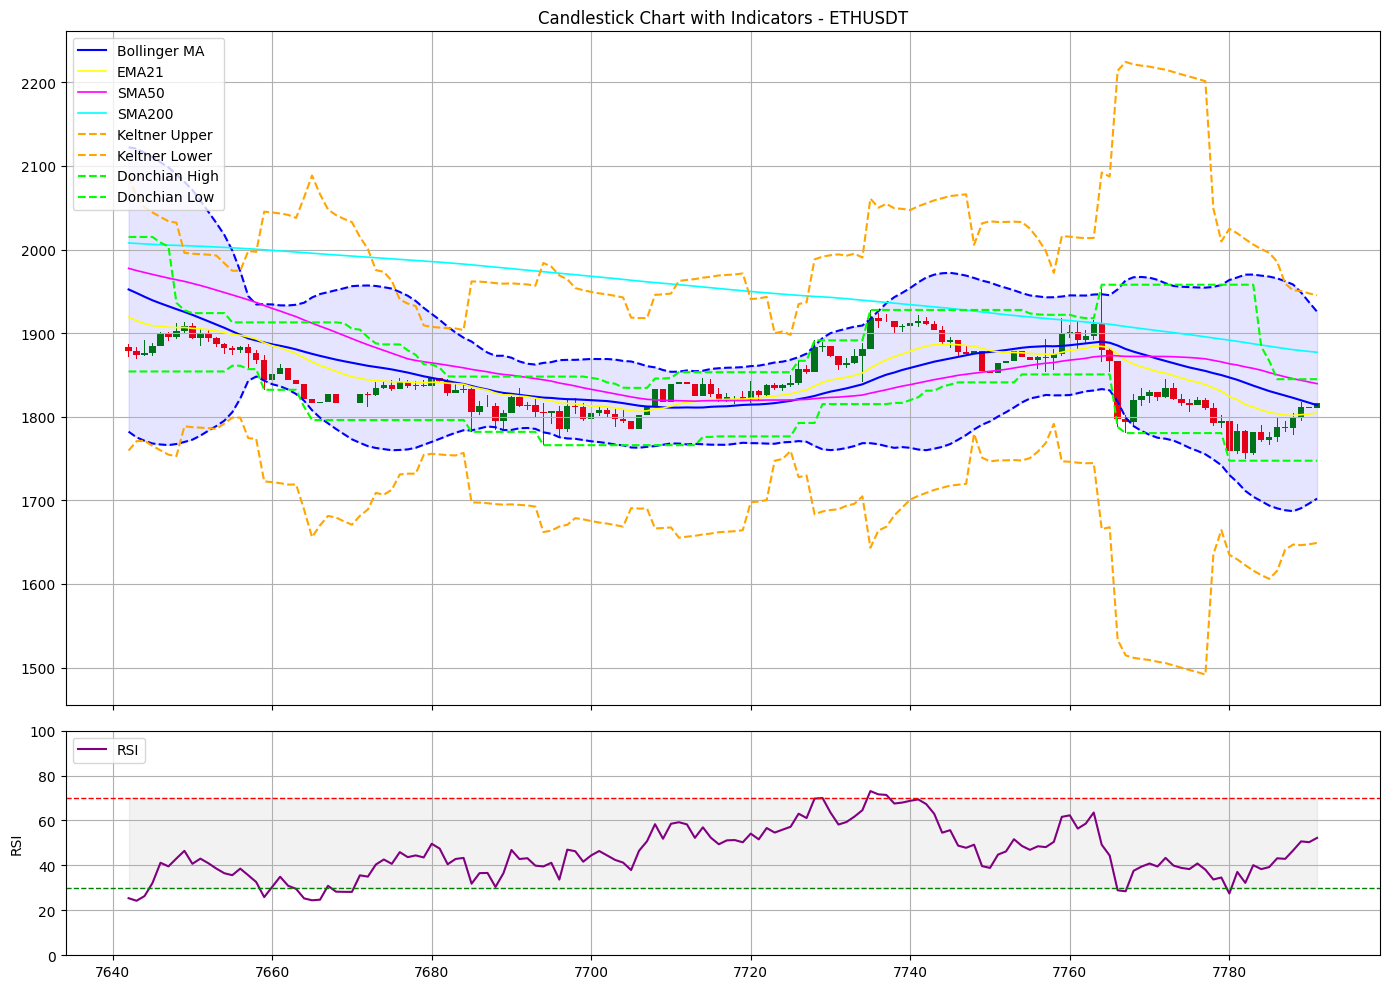 Candlestick Chart with Indicators - ETHUSDT
Bollinger MA
EMA21
SMA50
SMA200
Keltner Upper
Keltner Lower
Donchian High
Donchian Low
2200
2100
2000
1900
1800
1700
1600
1500
RSI
100
80
60
40
20
0
RSI
7640 7660 7680 7700 7720 7740 7760 7780